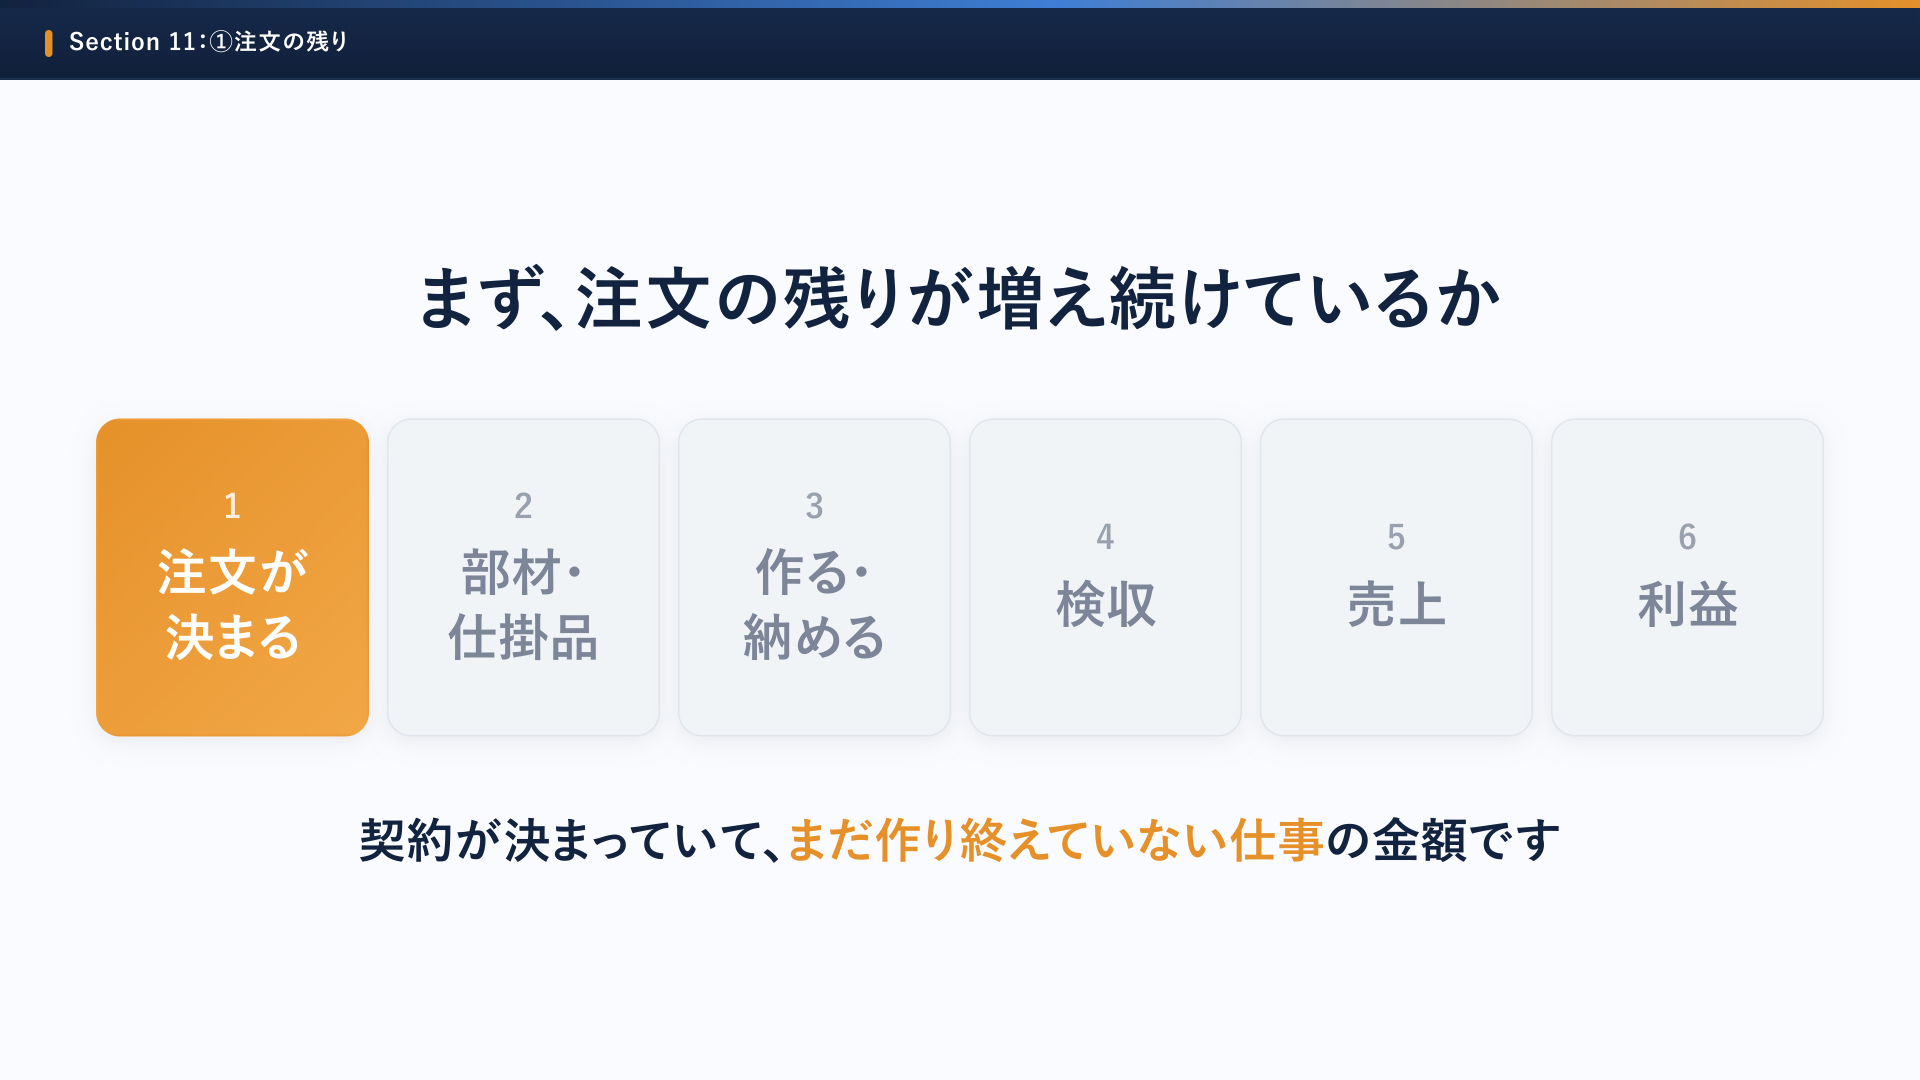 Section 11：①注文の残り
まず、注文の残りが増え続けているか
1
注文が
決まる
2
部材・
仕掛品
3
作る・
納める
4
検収
5
売上
6
利益
契約が決まっていて、まだ作り終えていない仕事の金額です